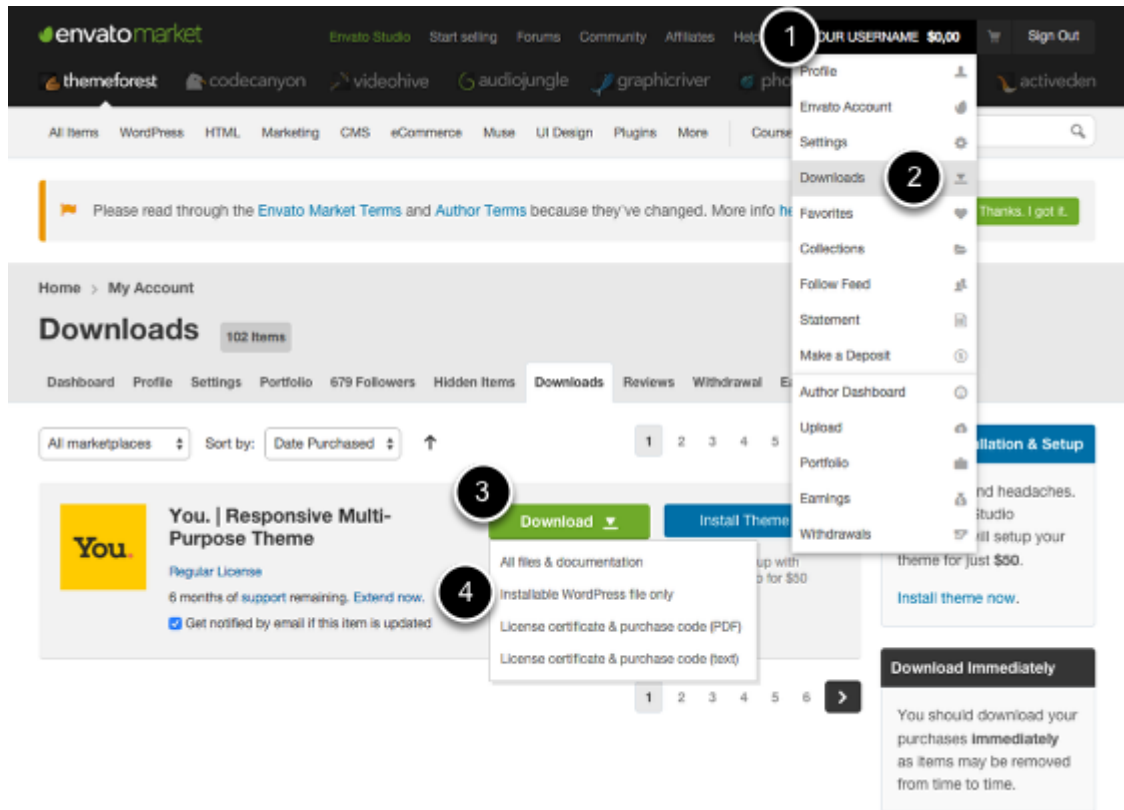 envatomarket Envato Studio Start selling Forums Community Affiliates Help 1 OUR USERNAME $0,00 Sign Out
themeforest codecanyon videohive audiojungle graphicriver pho activeden
All Items WordPress HTML Marketing CMS eCommerce Muse UI Design Plugins More Course
Profile
Envato Account
Settings
Downloads 2
Favorites
Collections
Follow Feed
Statement
Make a Deposit
Author Dashboard
Upload
Portfolio
Earnings
Withdrawals
Please read through the Envato Market Terms and Author Terms because they've changed. More info he Thanks. I got it.
Home > My Account
Downloads 102 Items
Dashboard Profile Settings Portfolio 679 Followers Hidden Items Downloads Reviews Withdrawal Ea
All marketplaces Sort by: Date Purchased ↑ 1 2 3 4 5
You. You. | Responsive Multi-
Purpose Theme
Regular License
6 months of support remaining. Extend now.
Get notified by email if this item is updated
3 Download Install Theme
up with
o for $50
All files & documentation
4 Installable WordPress file only
License certificate & purchase code (PDF)
License certificate & purchase code (text)
1 2 3 4 5 6 >
llation & Setup
nd headaches.
Studio
ill setup your
theme for just $50.
Install theme now.
Download Immediately
You should download your
purchases immediately
as items may be removed
from time to time.